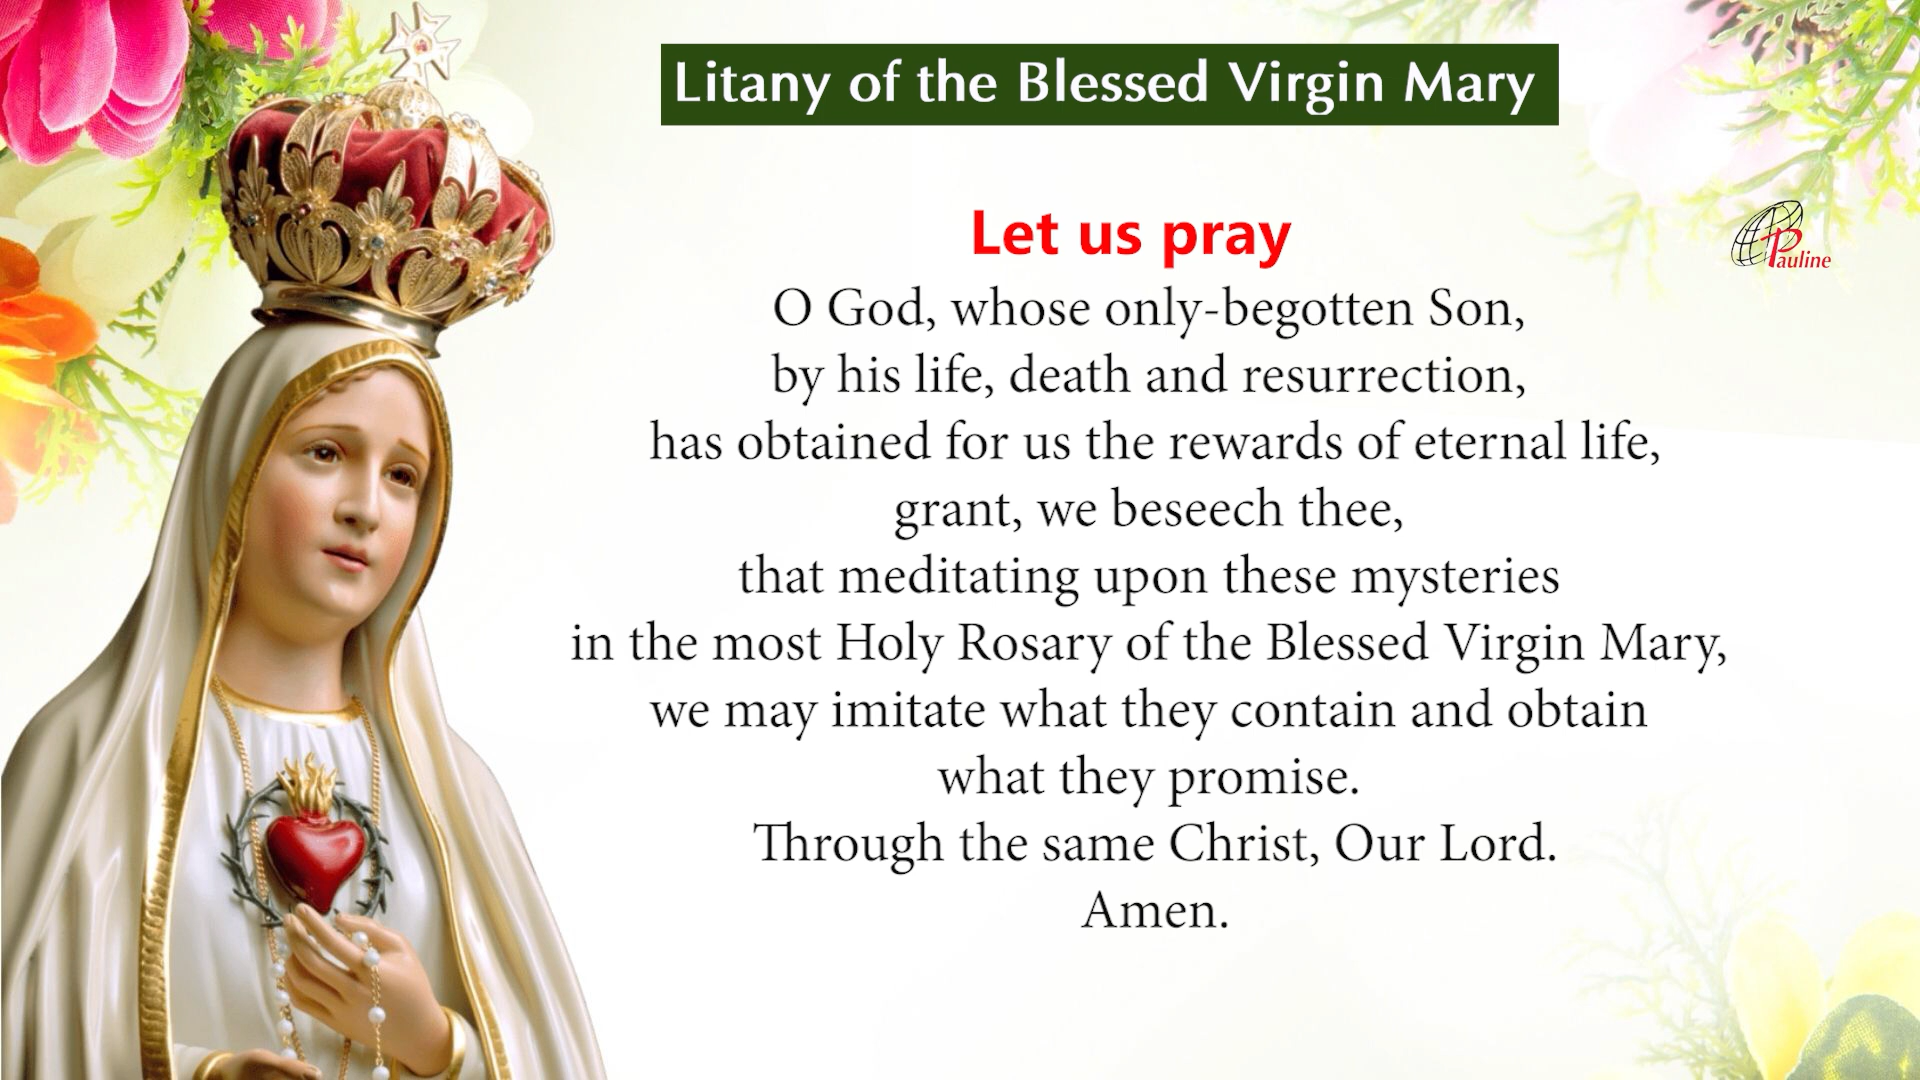 Litany of the Blessed Virgin Mary
Let us pray
Pauline
O God, whose only-begotten Son,
by his life, death and resurrection,
has obtained for us the rewards of eternal life,
grant, we beseech thee,
that meditating upon these mysteries
in the most Holy Rosary of the Blessed Virgin Mary,
we may imitate what they contain and obtain
what they promise.
Through the same Christ, Our Lord.
Amen.